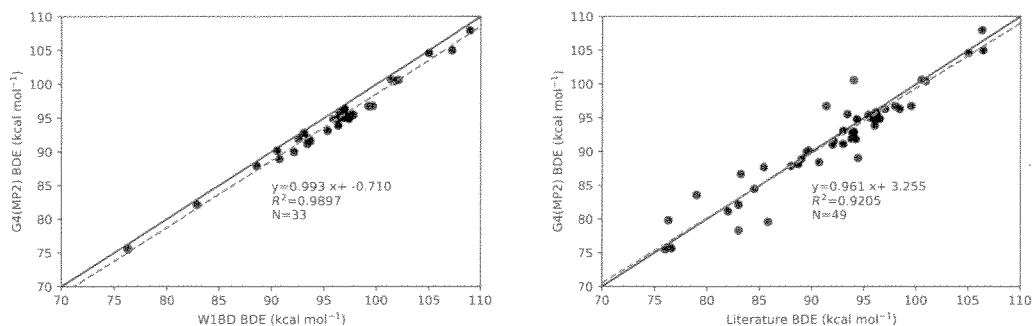 110
105
100
95
90
85
80
75
70
G4(MP2) BDE (kcal mol⁻¹)
y=0.993 x+ -0.710
R²=0.9897
N=33
70 75 80 85 90 95 100 105 110
W1BD BDE (kcal mol⁻¹)
110
105
100
95
90
85
80
75
70
G4(MP2) BDE (kcal mol⁻¹)
y=0.961 x+ 3.255
R²=0.9205
N=49
70 75 80 85 90 95 100 105 110
Literature BDE (kcal mol⁻¹)